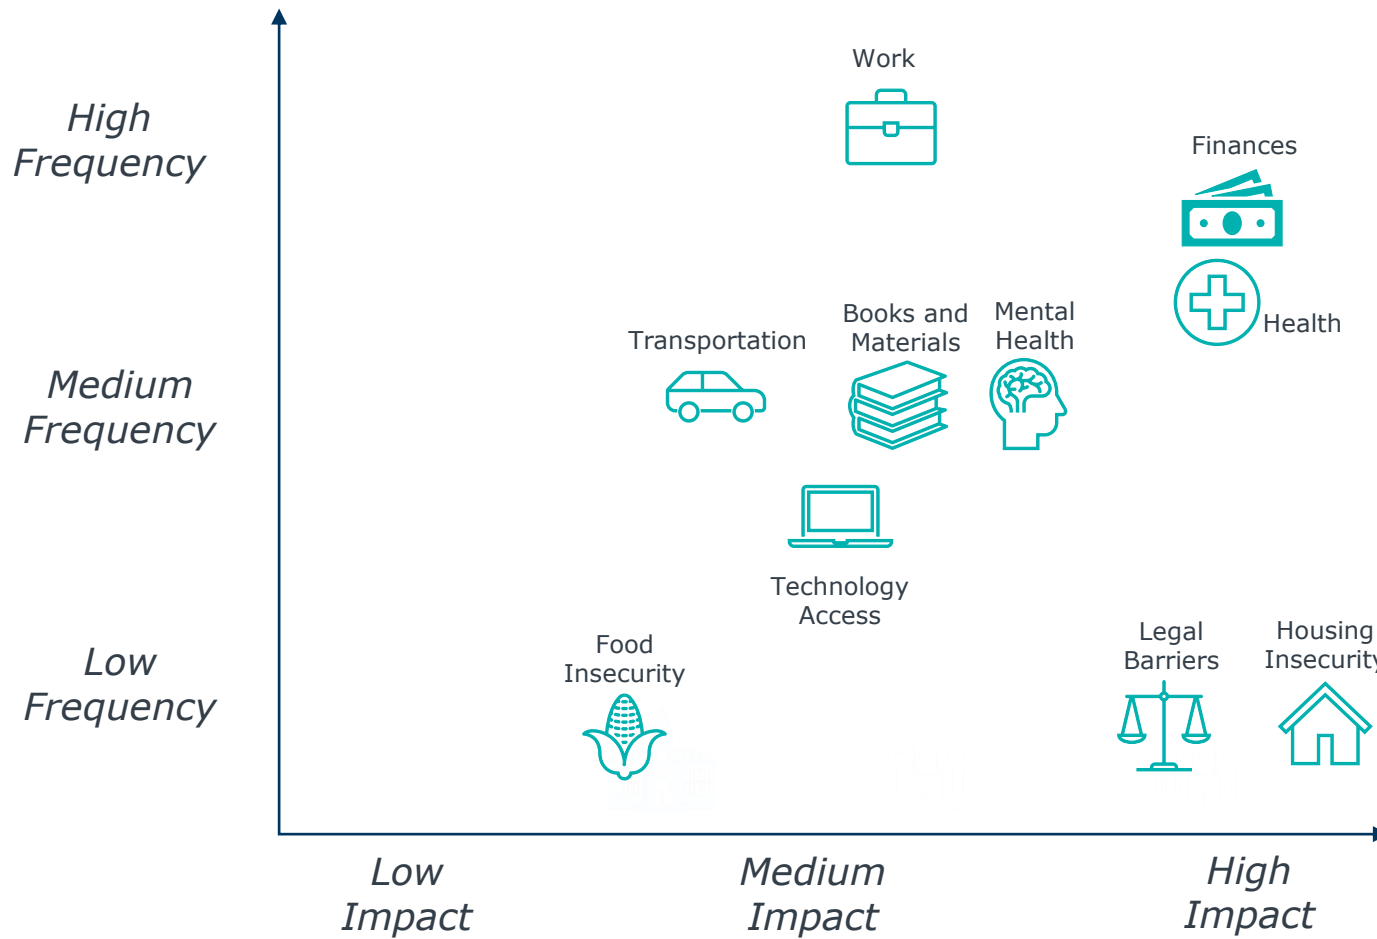 Work
High
Frequency
Finances
Health
Books and
Materials
Mental
Health
Transportation
Medium
Frequency
Technology
Access
Food
Insecurity
Legal
Barriers
Housing
Insecurity
Low
Frequency
Low
Impact
Medium
Impact
High
Impact